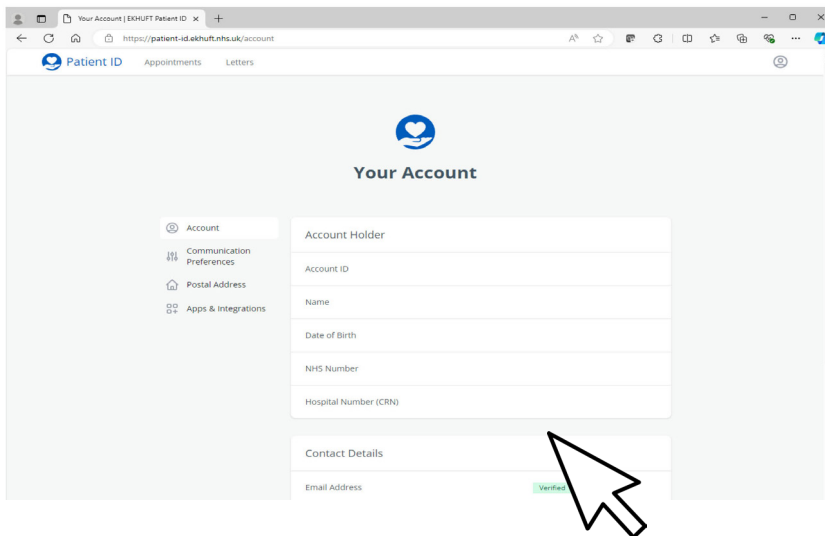 Your Account | EKHUFT Patient ID
https://patient-id.ekhuft.nhs.uk/account
Patient ID Appointments Letters
Your Account
Account
Communication
Preferences
Postal Address
Apps & Integrations
Account Holder
Account ID
Name
Date of Birth
NHS Number
Hospital Number (CRN)
Contact Details
Email Address Verified